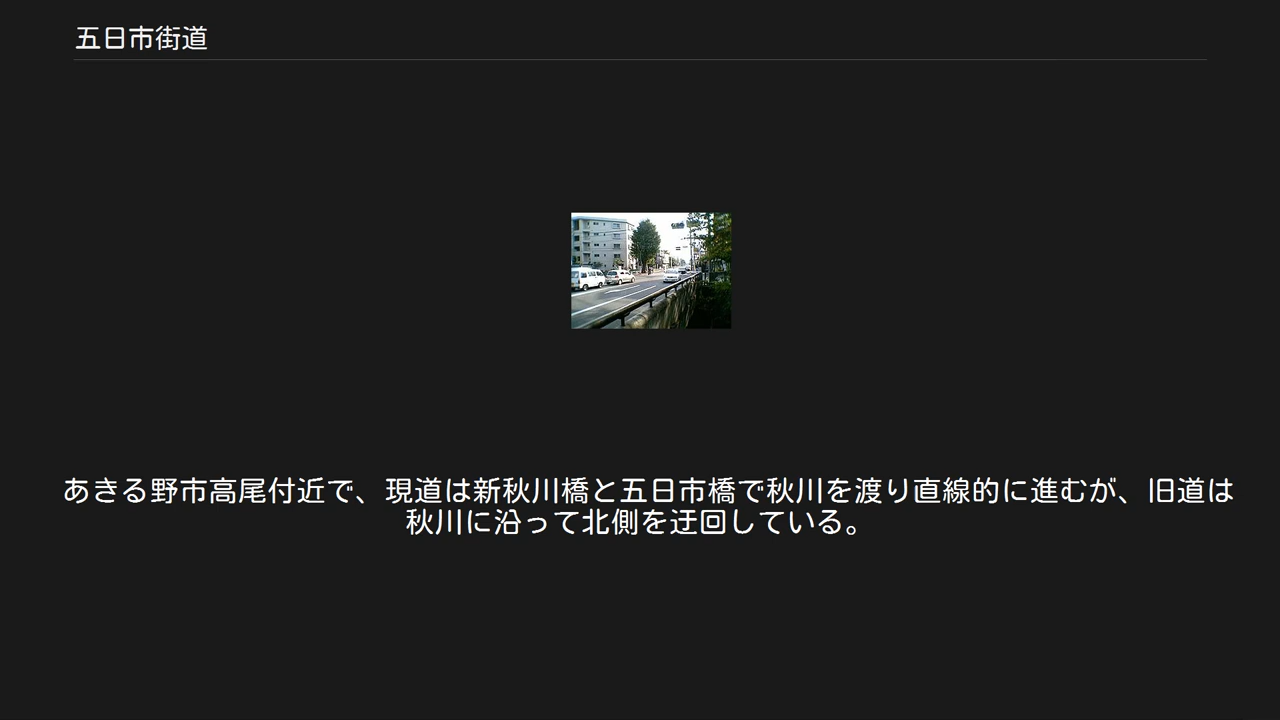 五日市街道
あきる野市高尾付近で、現道は新秋川橋と五日市橋で秋川を渡り直線的に進むが、旧道は
秋川に沿って北側を迂回している。